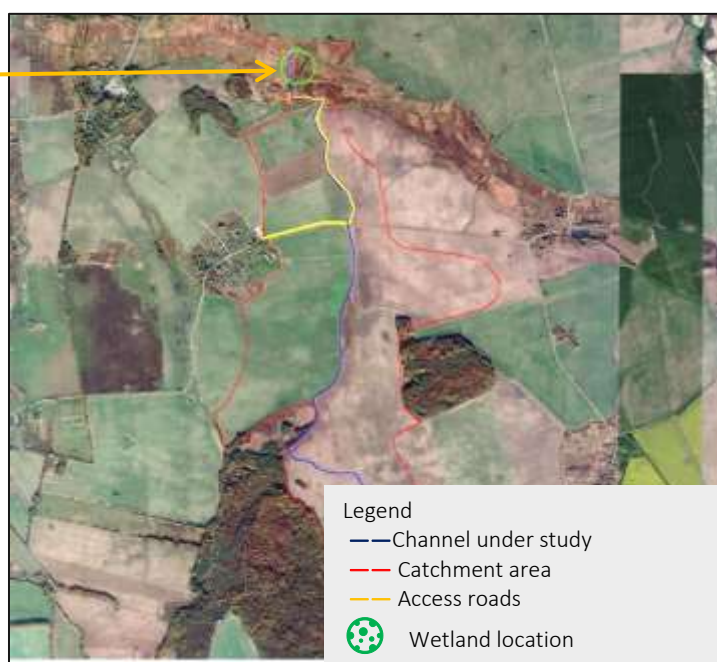 Legend
Channel under study
Catchment area
Access roads
Wetland location